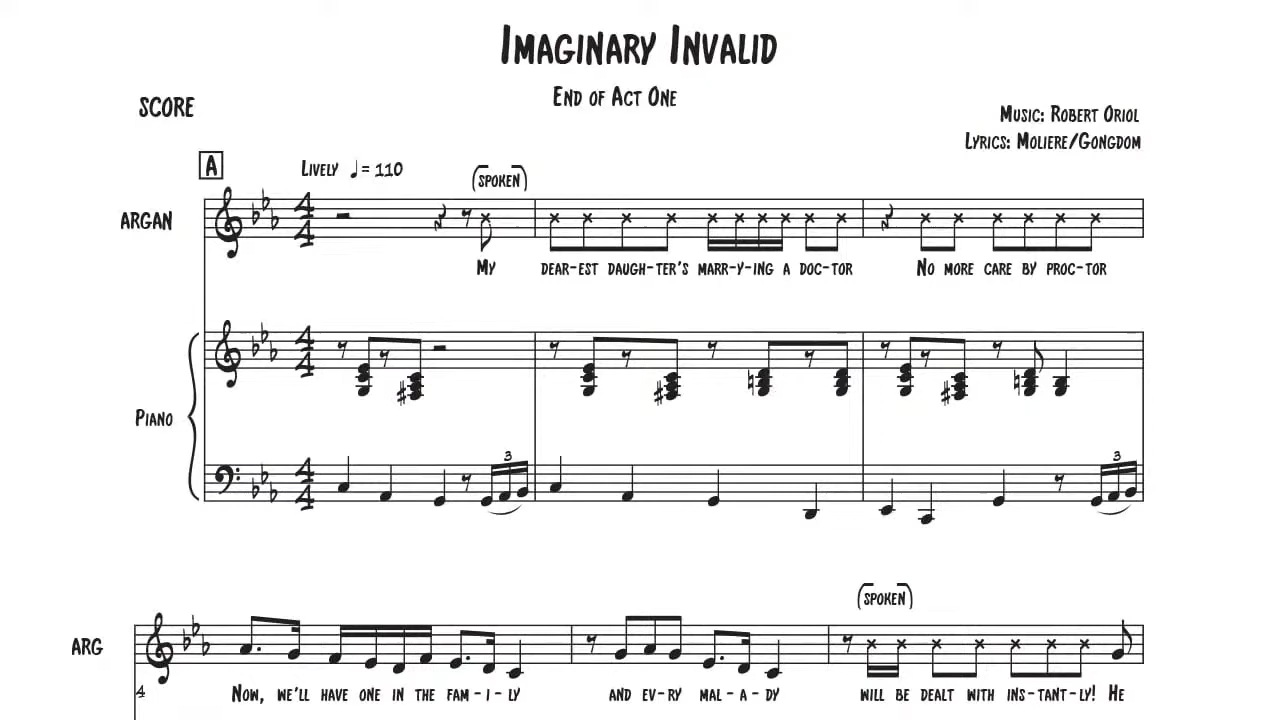 Imaginary Invalid
End of Act One
SCORE
Music: Robert Oriol
Lyrics: Moliere/Gongdom
A
Lively ♩ = 110
(SPOKEN)
ARGAN
My dear-est daugh-ter's marr-y-ing a doc-tor No more care by proc-tor
Piano
3 3
(SPOKEN)
ARG
4
Now, we'll have one in the fam-i-ly and ev-ry mal-a-dy will be dealt with ins-tant-ly! He